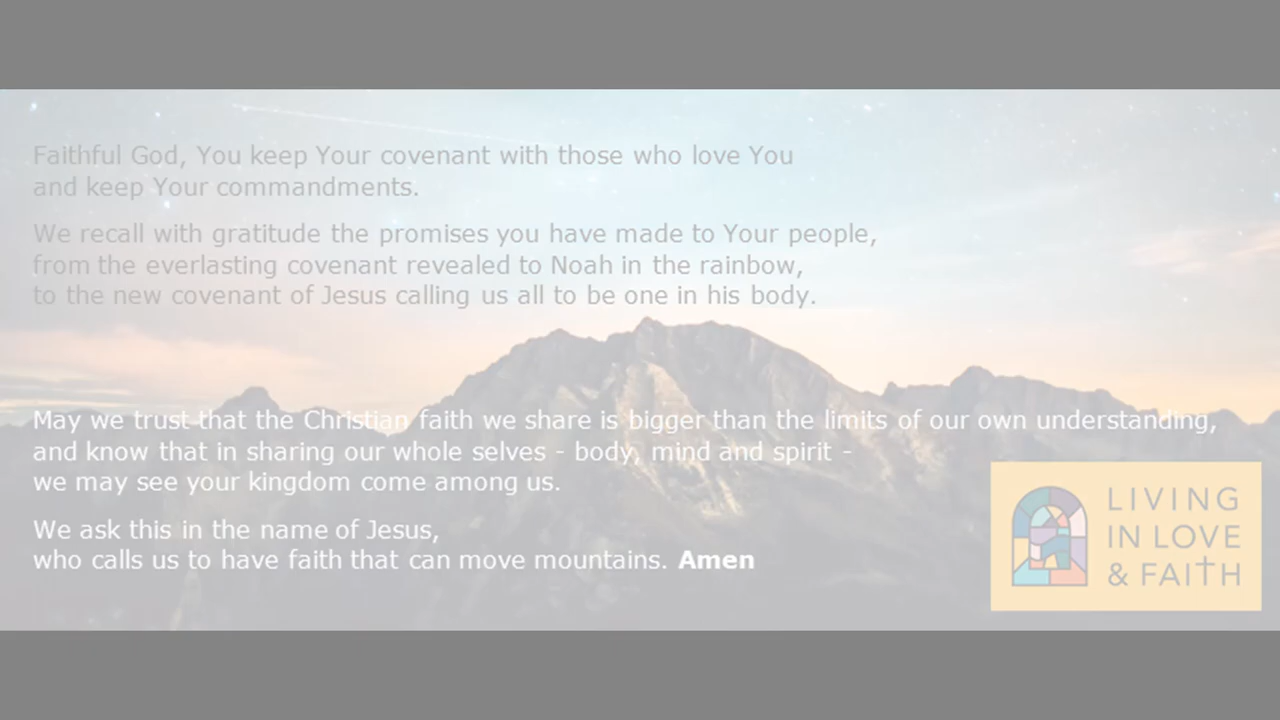 Faithful God, You keep Your covenant with those who love You
and keep Your commandments.
We recall with gratitude the promises you have made to Your people,
from the everlasting covenant revealed to Noah in the rainbow,
to the new covenant of Jesus calling us all to be one in his body.
May we trust that the Christian faith we share is bigger than the limits of our own understanding,
and know that in sharing our whole selves - body, mind and spirit -
we may see your kingdom come among us.
We ask this in the name of Jesus,
who calls us to have faith that can move mountains. Amen
LIVING
IN LOVE
& FAITH